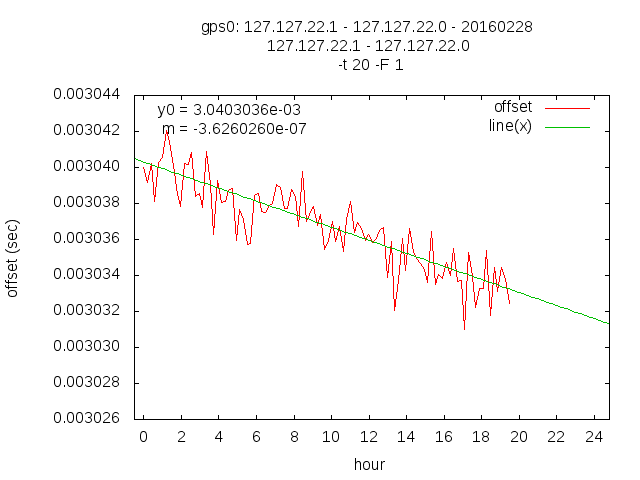 gps0: 127.127.22.1 - 127.127.22.0 - 20160228
127.127.22.1 - 127.127.22.0
-t 20 -F 1
y0 = 3.0403036e-03
m = -3.6260260e-07
offset
line(x)
0.003044
0.003042
0.003040
0.003038
0.003036
0.003034
0.003032
0.003030
0.003028
0.003026
offset (sec)
0 2 4 6 8 10 12 14 16 18 20 22 24
hour